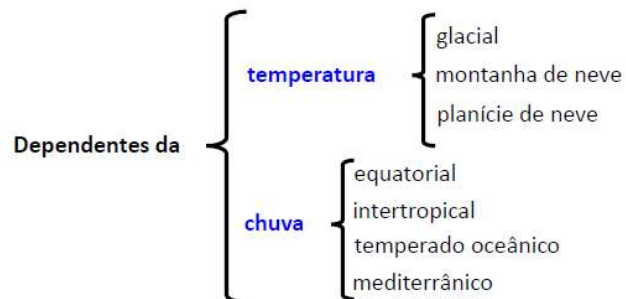 glacial
temperatura
montanha de neve
planície de neve
Dependentes da
equatorial
intertropical
chuva
temperado oceânico
mediterrânico